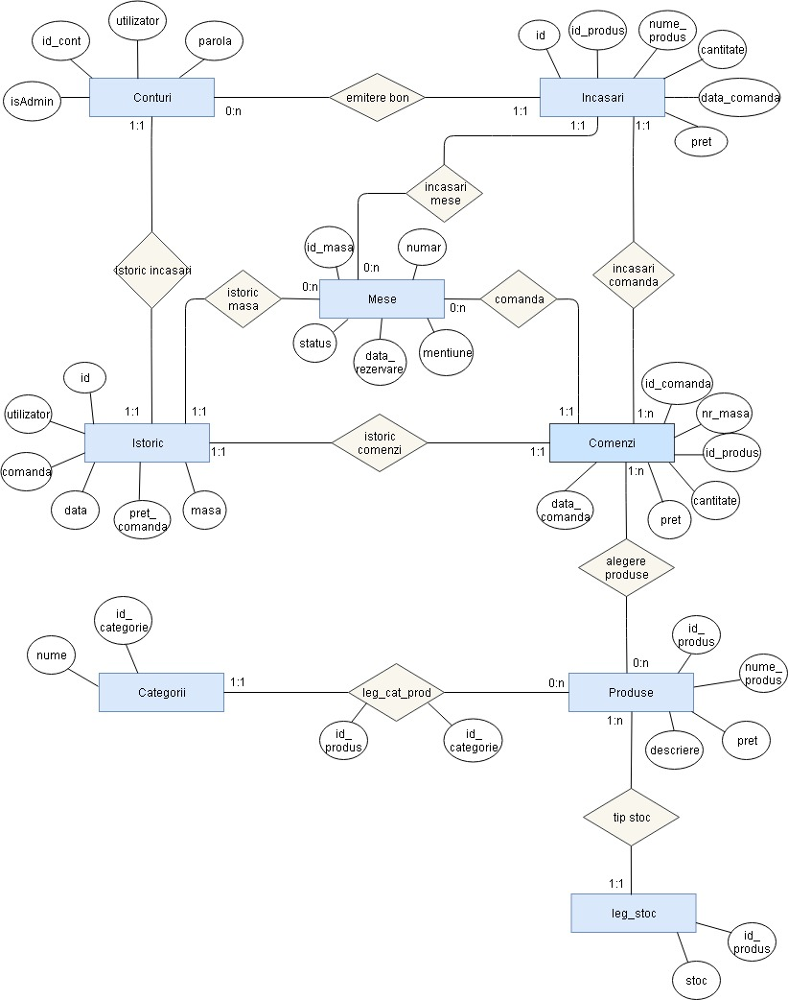 utilizator
id_cont
parola
isAdmin
Conturi
1:1
0:n
emitere bon
1:1
id
id_produs
nume_
produs
cantitate
data_comanda
pret
Incasari
1:1
1:1
incasari
mese
Istoric incasari
id_masa
numar
0:n
istoric
masa
0:n
Mese
0:n
comanda
status
data_
rezervare
mentiune
incasari
comanda
id
utilizator
comanda
data
pret_
comanda
masa
1:1
1:1
Istoric
1:1
istoric
comenzi
1:1
1:1
1:n
Comenzi
id_comanda
nr_masa
id_produs
cantitate
pret
data_
comanda
1:n
alegere
produse
id_
categorie
nume
Categorii
1:1
leg_cat_prod
id_
produs
id_
categorie
0:n
0:n
Produse
id_
produs
nume_
produs
pret
descriere
1:n
tip stoc
1:1
leg_stoc
id_
produs
stoc